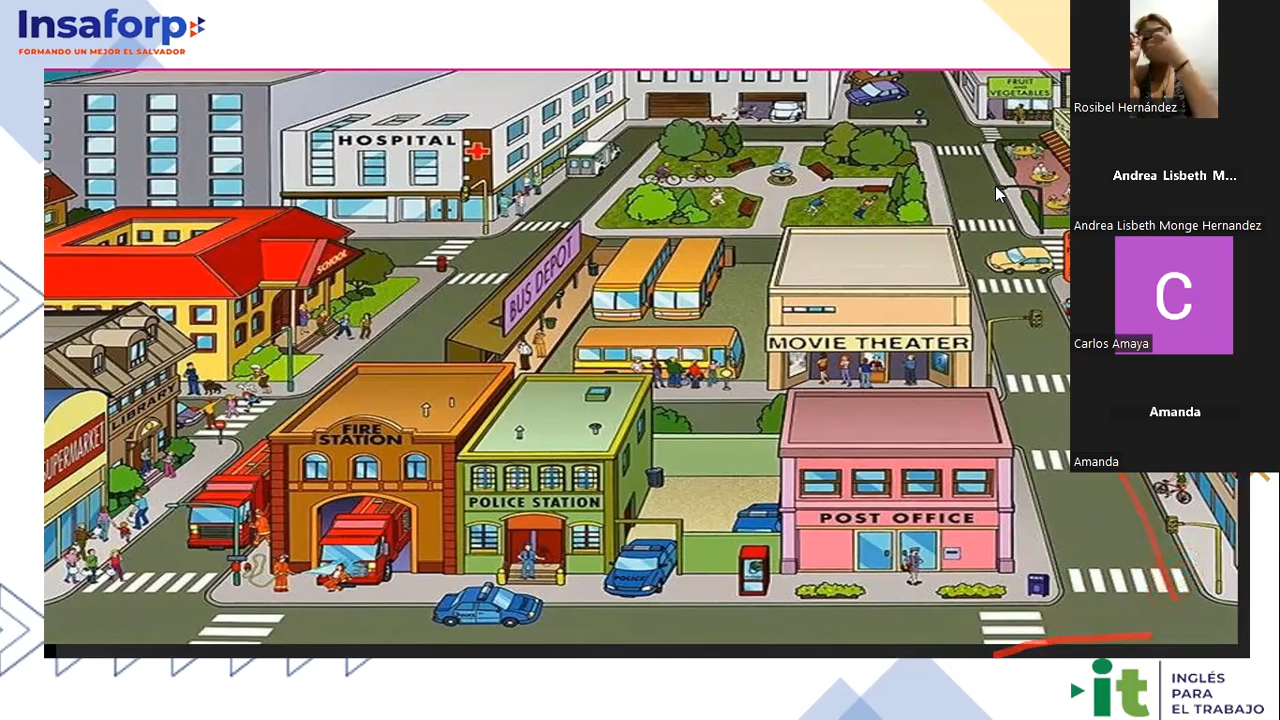 Insaforp
FORMANDO UN MEJOR EL SALVADOR
HOSPITAL
FRUIT
AND
VEGETABLES
SCHOOL
BUS DEPOT
MOVIE THEATER
LIBRARY
SUPERMARKET
FIRE
STATION
POLICE STATION
POLICE
POST OFFICE
Rosibel Hernández
Andrea Lisbeth M...
Andrea Lisbeth Monge Hernandez
C
Carlos Amaya
Amanda
Amanda
it
INGLÉS
PARA
EL TRABAJO